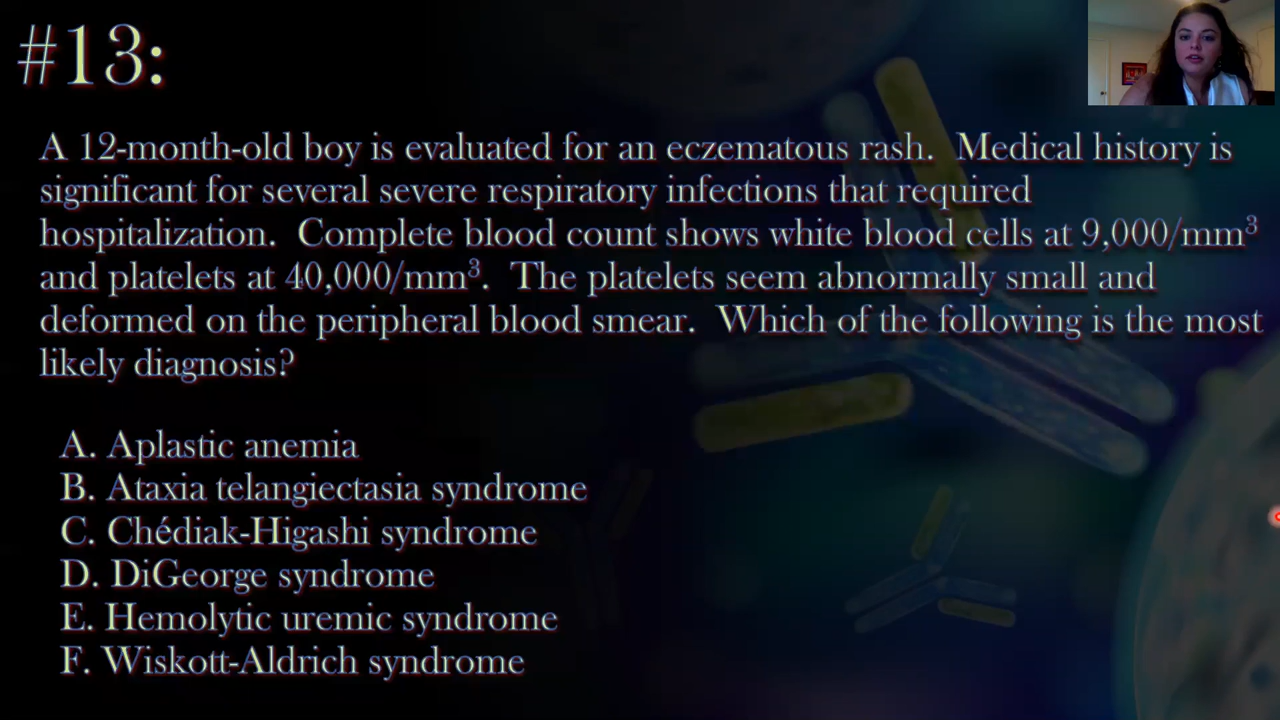 #13:
A 12-month-old boy is evaluated for an eczematous rash. Medical history is
significant for several severe respiratory infections that required
hospitalization. Complete blood count shows white blood cells at 9,000/mm³
and platelets at 40,000/mm³. The platelets seem abnormally small and
deformed on the peripheral blood smear. Which of the following is the most
likely diagnosis?
A. Aplastic anemia
B. Ataxia telangiectasia syndrome
C. Chédiak-Higashi syndrome
D. DiGeorge syndrome
E. Hemolytic uremic syndrome
F. Wiskott-Aldrich syndrome